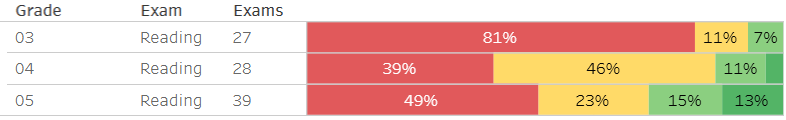 Grade Exam Exams
03 Reading 27 81% 11% 7%
04 Reading 28 39% 46% 11%
05 Reading 39 49% 23% 15% 13%